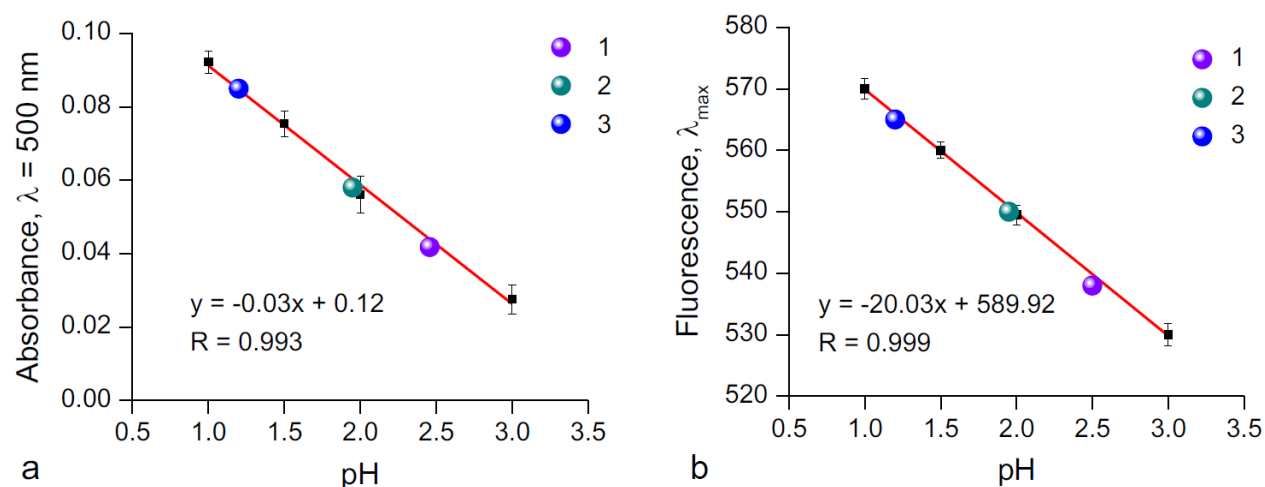 Absorbance, λ = 500 nm
0.10
0.08
0.06
0.04
0.02
0.00
1
2
3
y = -0.03x + 0.12
R = 0.993
0.5 1.0 1.5 2.0 2.5 3.0 3.5
pH
a
Fluorescence, λmax
580
570
560
550
540
530
520
1
2
3
y = -20.03x + 589.92
R = 0.999
0.5 1.0 1.5 2.0 2.5 3.0 3.5
pH
b